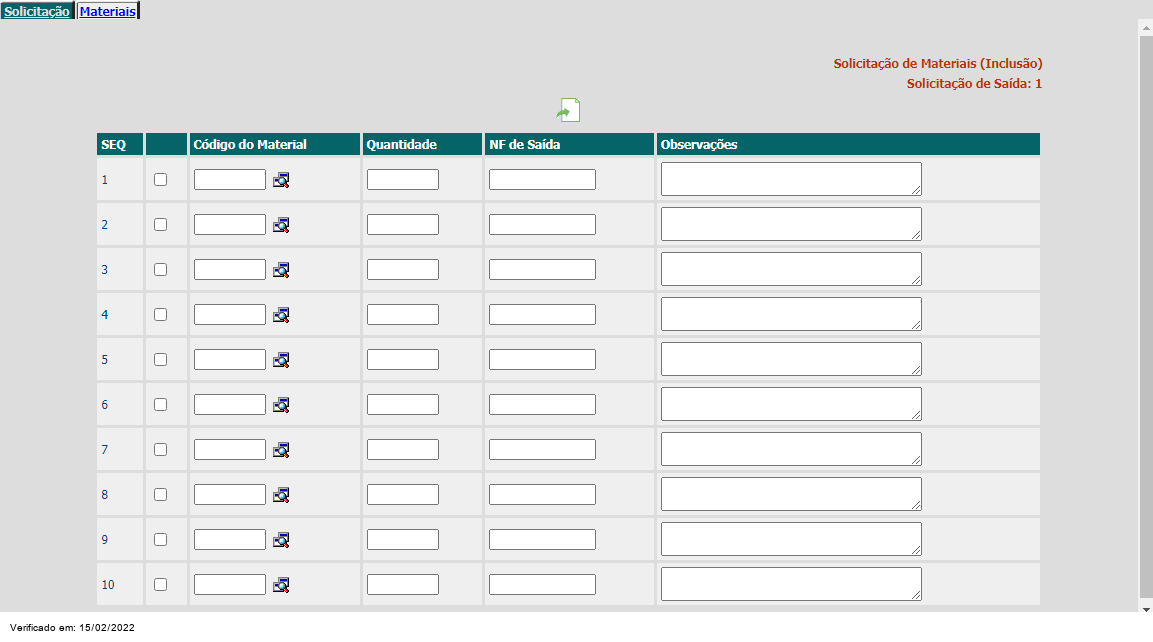 Solicitação Materiais
Solicitação de Materiais (Inclusão)
Solicitação de Saída: 1
SEQ Código do Material Quantidade NF de Saída Observações
1
2
3
4
5
6
7
8
9
10
Verificado em: 15/02/2022